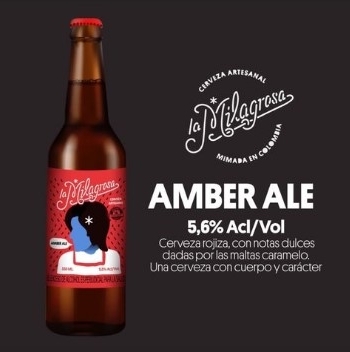 CERVEZA ARTESANAL
la Milagrosa
MIMADA EN COLOMBIA
AMBER ALE
5,6% Acl/Vol
Cerveza rojiza, con notas dulces
dadas por las maltas caramelo.
Una cerveza con cuerpo y carácter
la Milagrosa
AMBER ALE